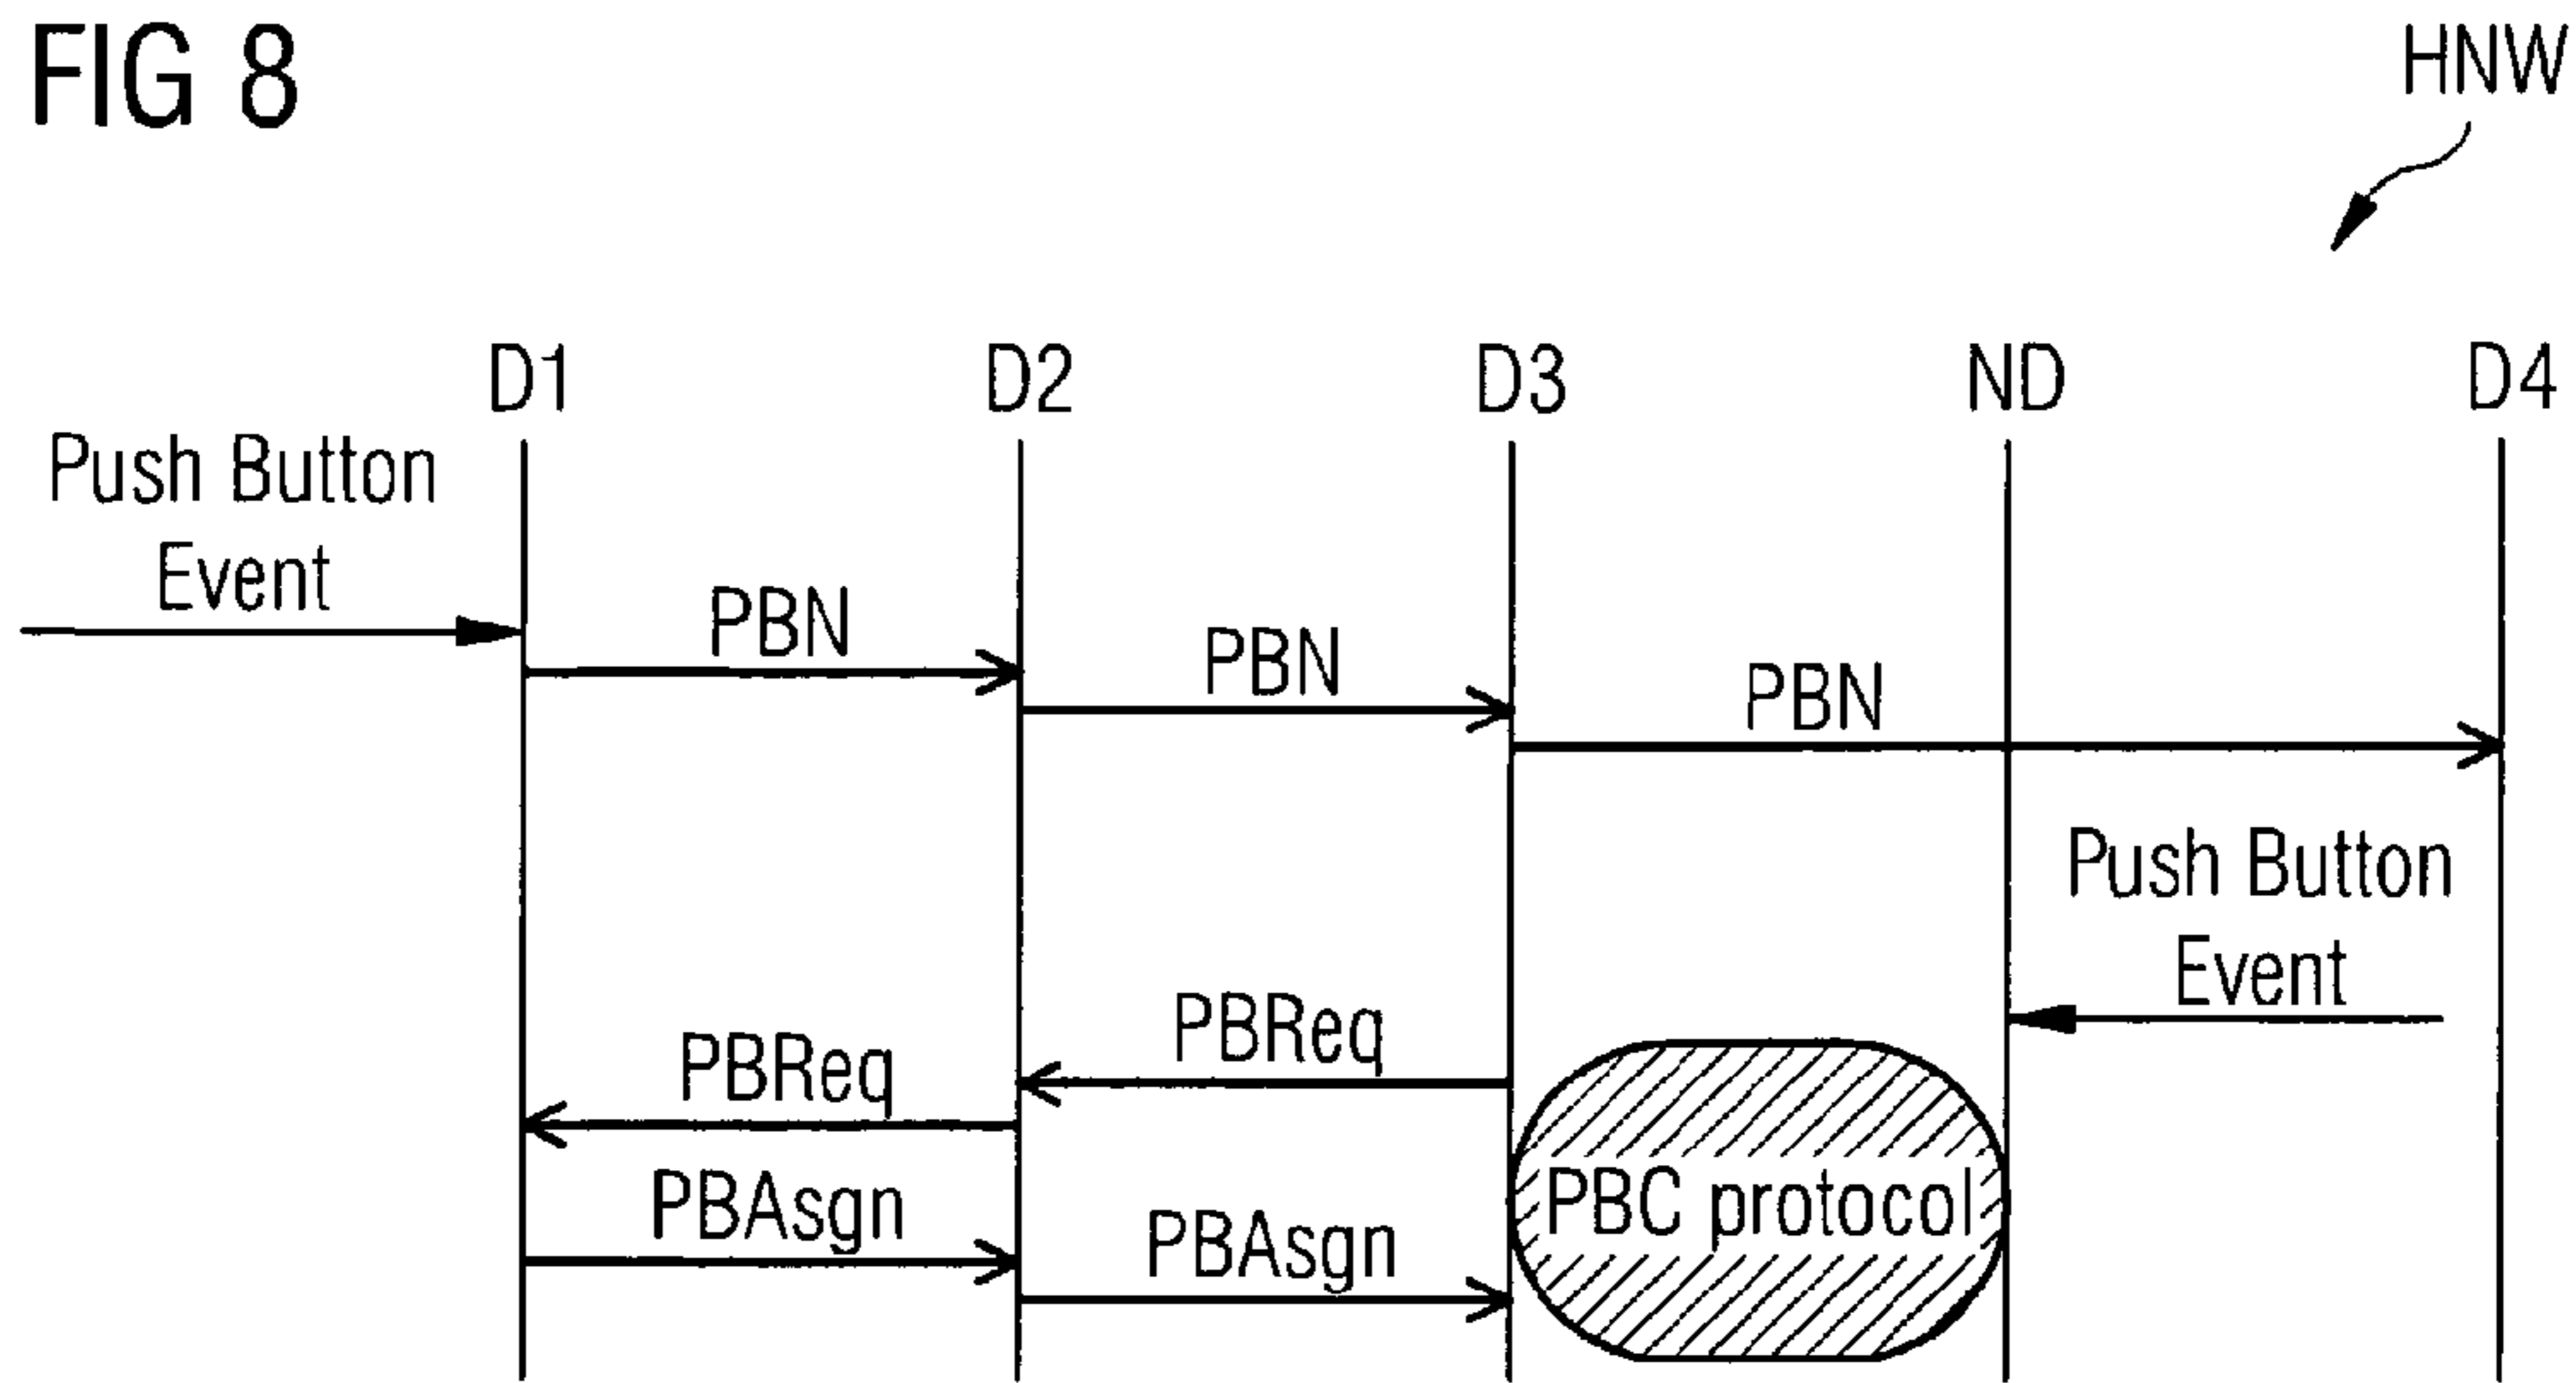 FIG 8
HNW
D1
D2
D3
ND
D4
Push Button
Event
PBN
PBN
PBN
Push Button
Event
PBReq
PBReq
PBAsgn
PBAsgn
PBC protocol